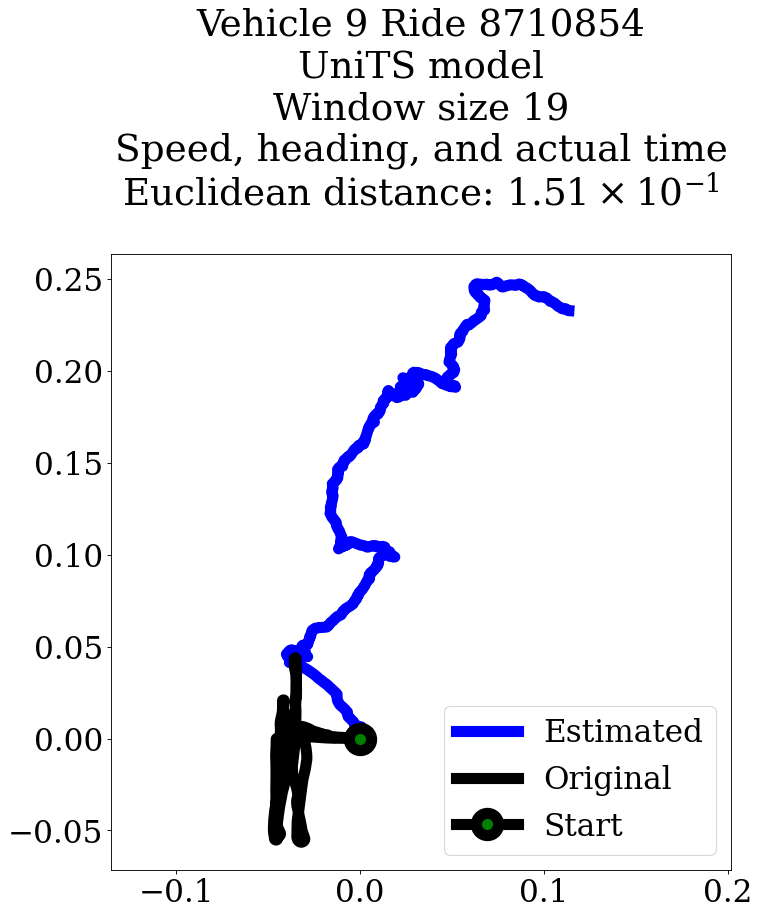 Vehicle 9 Ride 8710854
UniTS model
Window size 19
Speed, heading, and actual time
Euclidean distance: 1.51 × 10⁻¹
0.25
0.20
0.15
0.10
0.05
0.00
−0.05
Estimated
Original
Start
−0.1
0.0
0.1
0.2